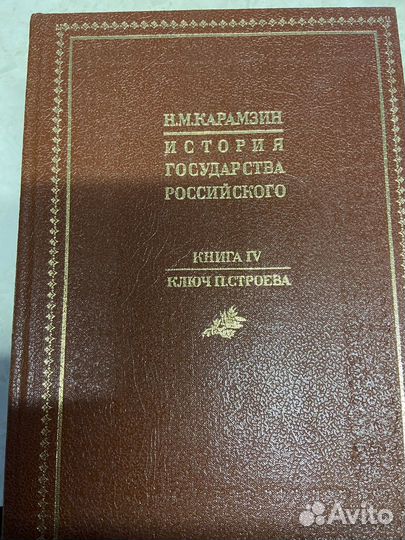 Н.М.КАРАМЗИН
ИСТОРИЯ
ГОСУДАРСТВА
РОССИЙСКОГО
КНИГА IV
КЛЮЧ П.СТРОЕВА
Avito